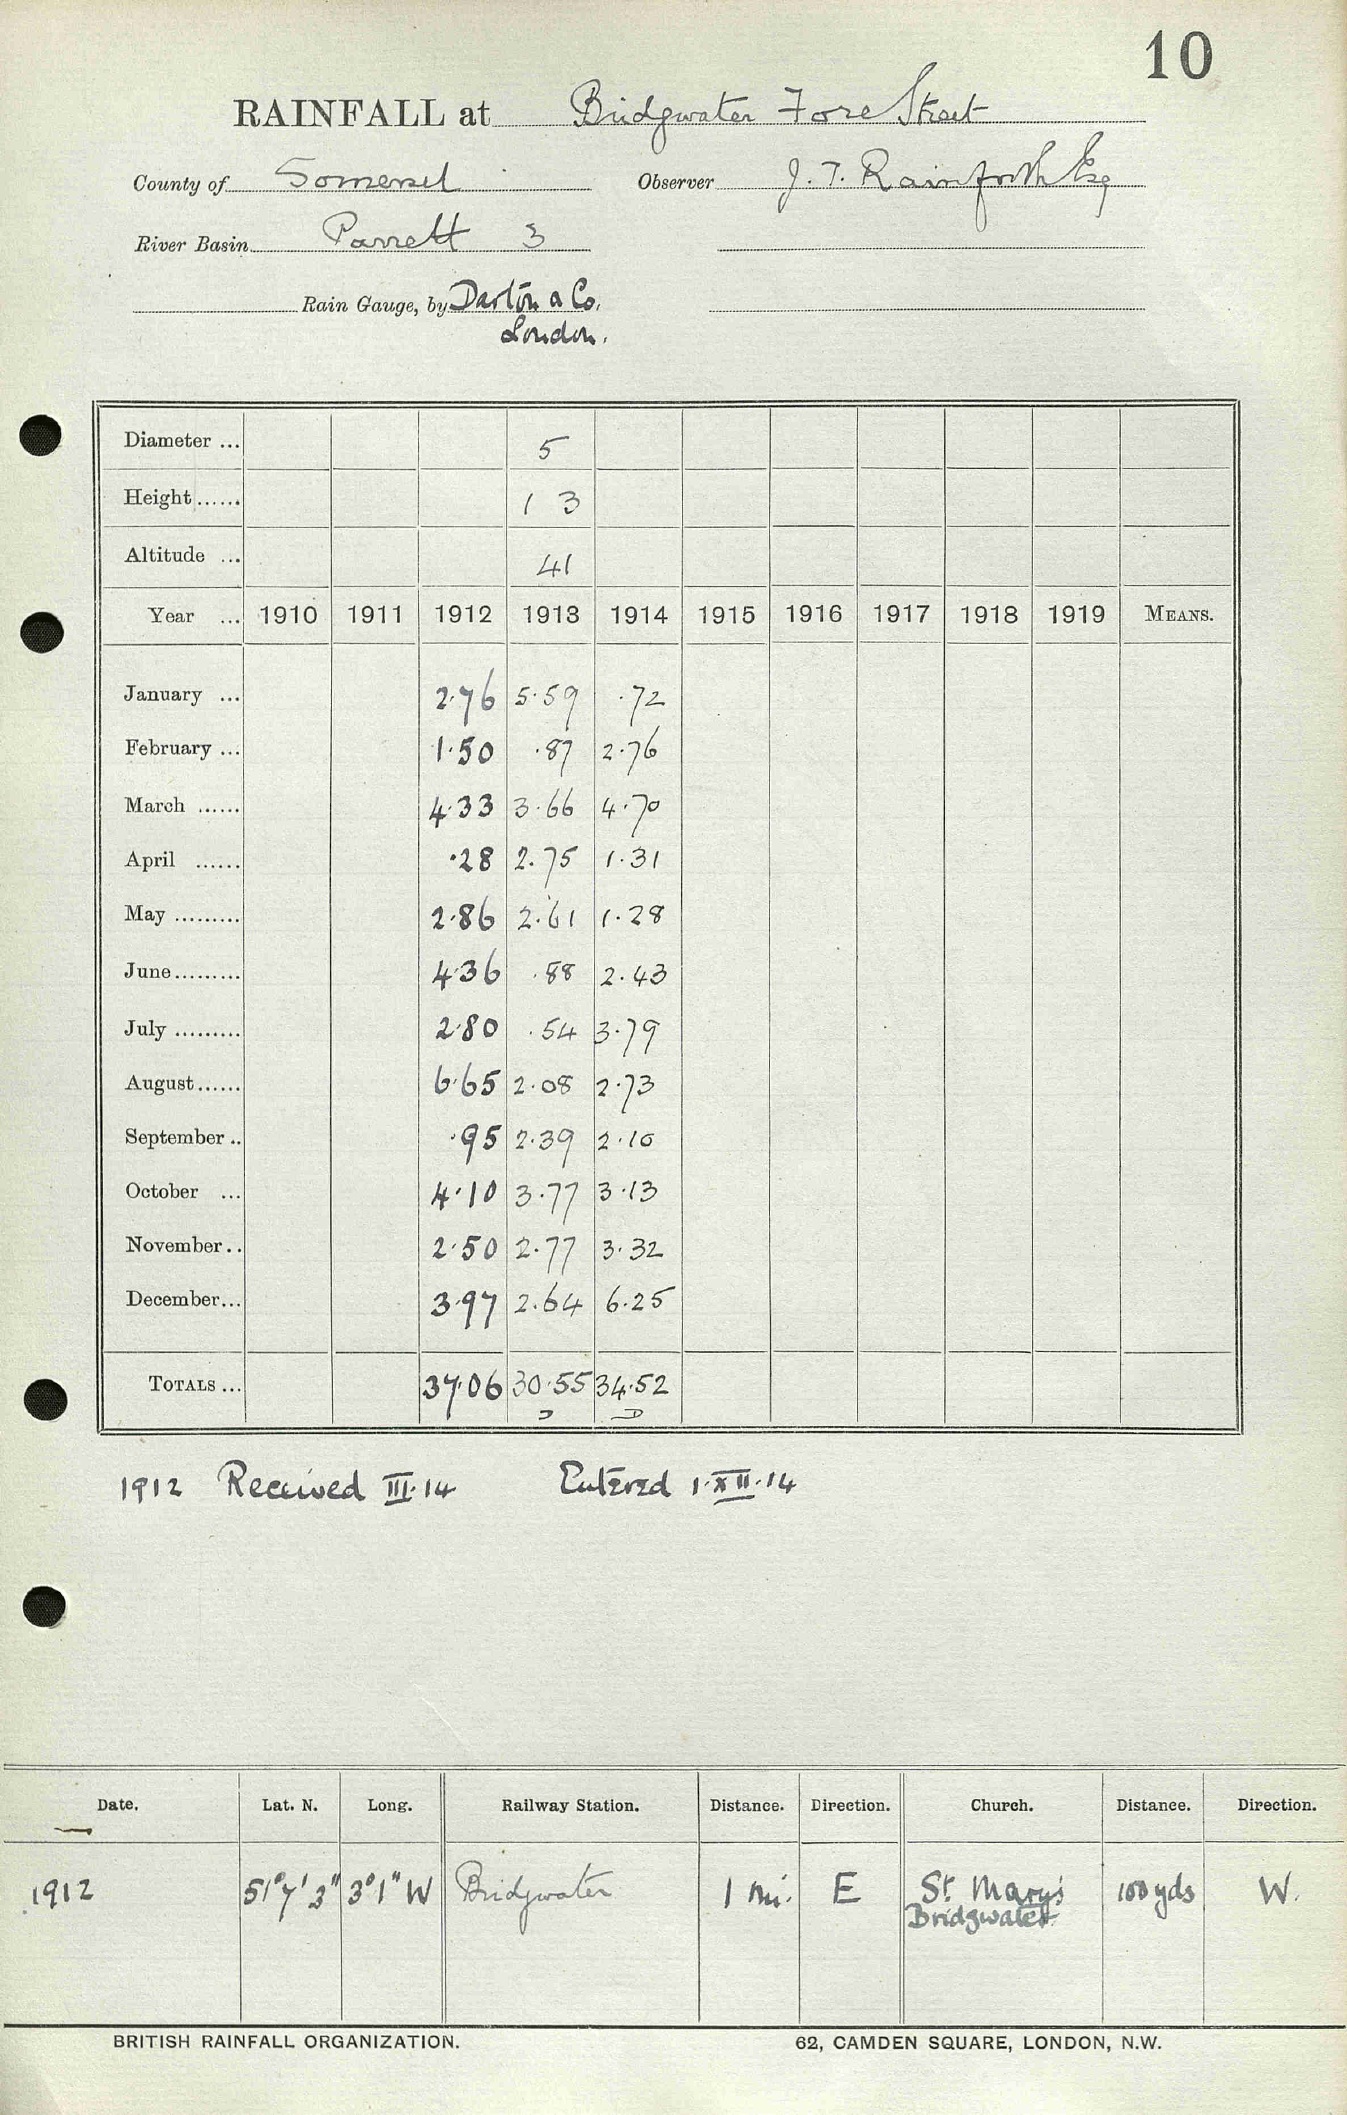 10
RAINFALL at Bridgwater Fore Street
County of Somerset Observer J. T. Rainforth Esq
River Basin Parrett 3
Rain Gauge, by Darton & Co.
London.
Diameter ... 5
Height...... 1 3
Altitude ... 41
Year ... 1910 1911 1912 1913 1914 1915 1916 1917 1918 1919 MEANS.
January ... 2.76 5.59 .72
February ... 1.50 .87 2.76
March ...... 4.33 3.66 4.70
April ...... .28 2.75 1.31
May ......... 2.86 2.61 1.28
June......... 4.36 .88 2.43
July ......... 2.80 .54 3.79
August...... 6.65 2.08 2.73
September .. .95 2.39 2.10
October ... 4.10 3.77 3.13
November.. 2.50 2.77 3.32
December... 3.97 2.64 6.25
TOTALS ... 37.06 30.55 34.52
1912 Received III.14 Entered 1.XII.14
Date. Lat. N. Long. Railway Station. Distance. Direction. Church. Distance. Direction.
1912 51°7'3" 3°1" W Bridgwater 1 mi. E St Mary's 100 yds W.
Bridgwater
BRITISH RAINFALL ORGANIZATION. 62, CAMDEN SQUARE, LONDON, N.W.